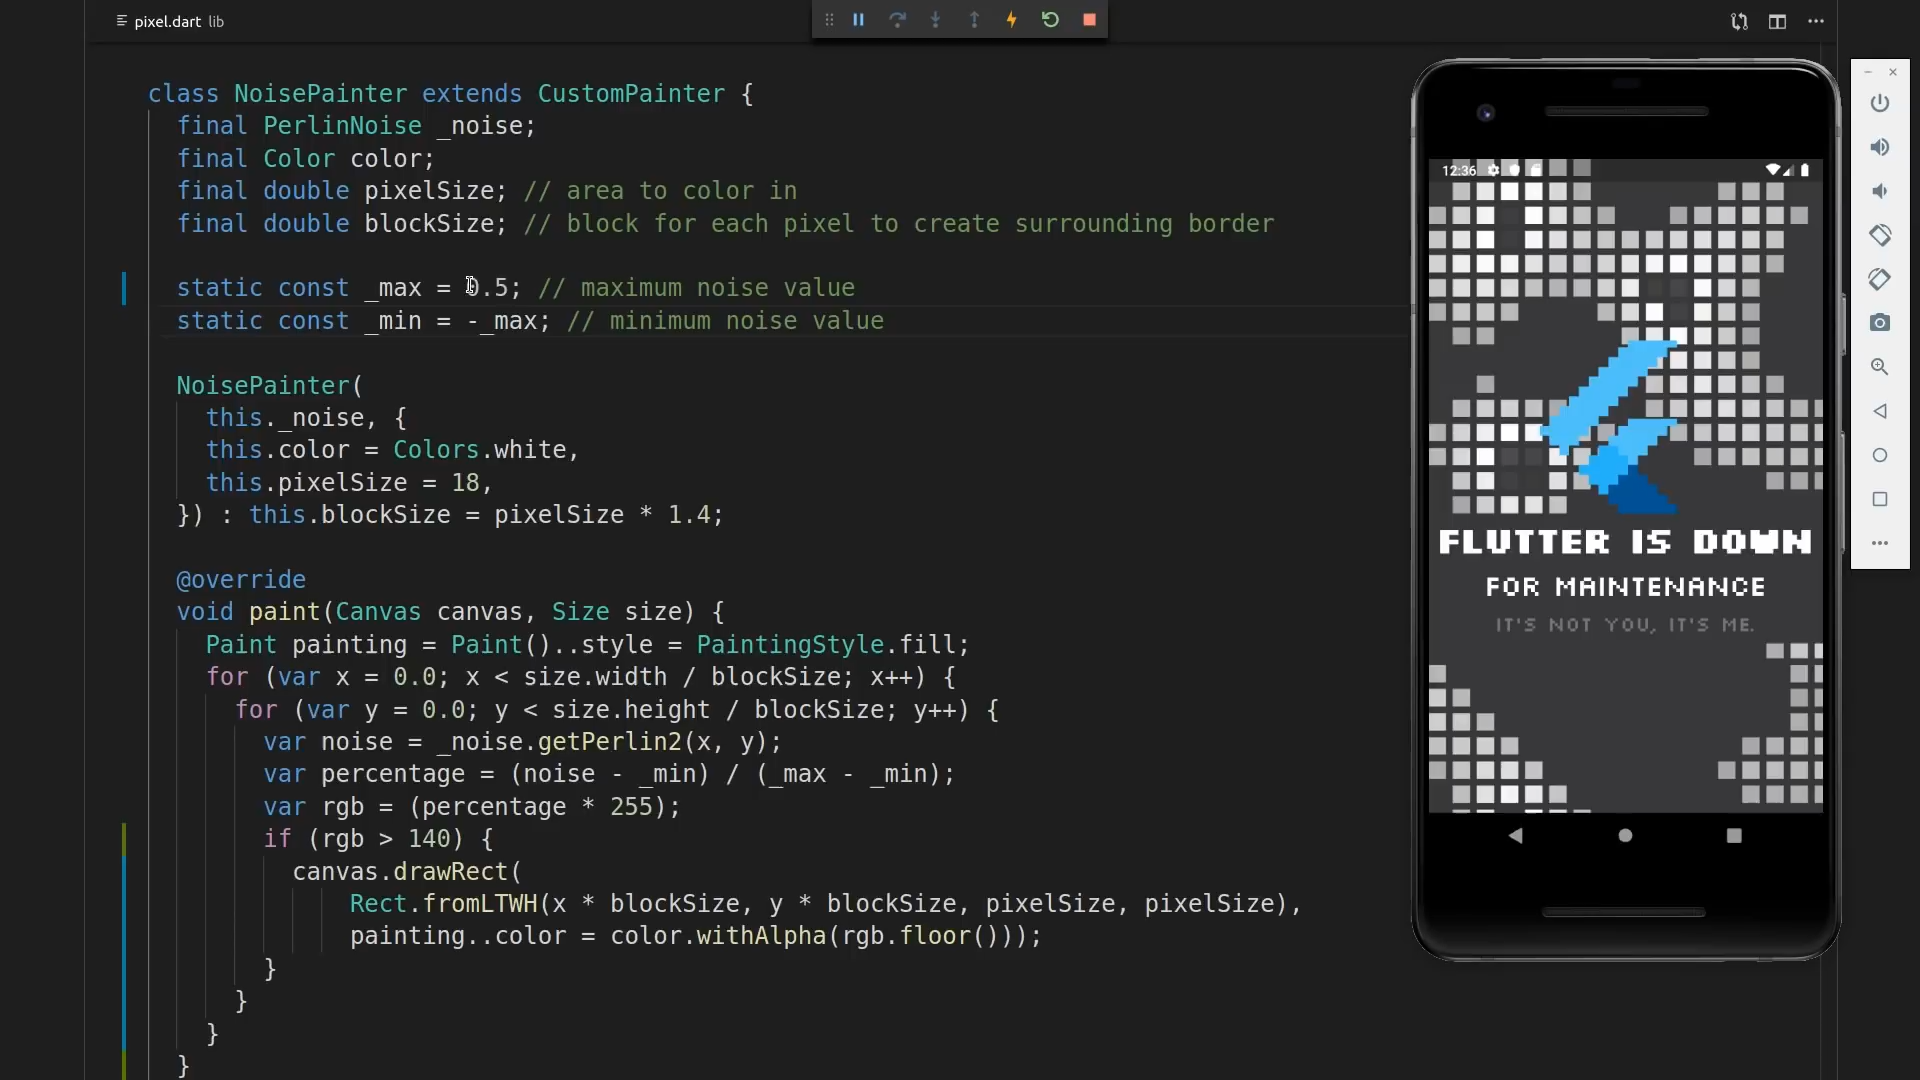 pixel.dart lib
class NoisePainter extends CustomPainter {
final PerlinNoise _noise;
final Color color;
final double pixelSize; // area to color in
final double blockSize; // block for each pixel to create surrounding border
static const _max = 0.5; // maximum noise value
static const _min = -_max; // minimum noise value
NoisePainter(
this._noise, {
this.color = Colors.white,
this.pixelSize = 18,
}) : this.blockSize = pixelSize * 1.4;
@override
void paint(Canvas canvas, Size size) {
Paint painting = Paint()..style = PaintingStyle.fill;
for (var x = 0.0; x < size.width / blockSize; x++) {
for (var y = 0.0; y < size.height / blockSize; y++) {
var noise = _noise.getPerlin2(x, y);
var percentage = (noise - _min) / (_max - _min);
var rgb = (percentage * 255);
if (rgb > 140) {
canvas.drawRect(
Rect.fromLTWH(x * blockSize, y * blockSize, pixelSize, pixelSize),
painting..color = color.withAlpha(rgb.floor()));
}
}
}
}
12:36
FLUTTER IS DOWN
FOR MAINTENANCE
IT'S NOT YOU, IT'S ME.